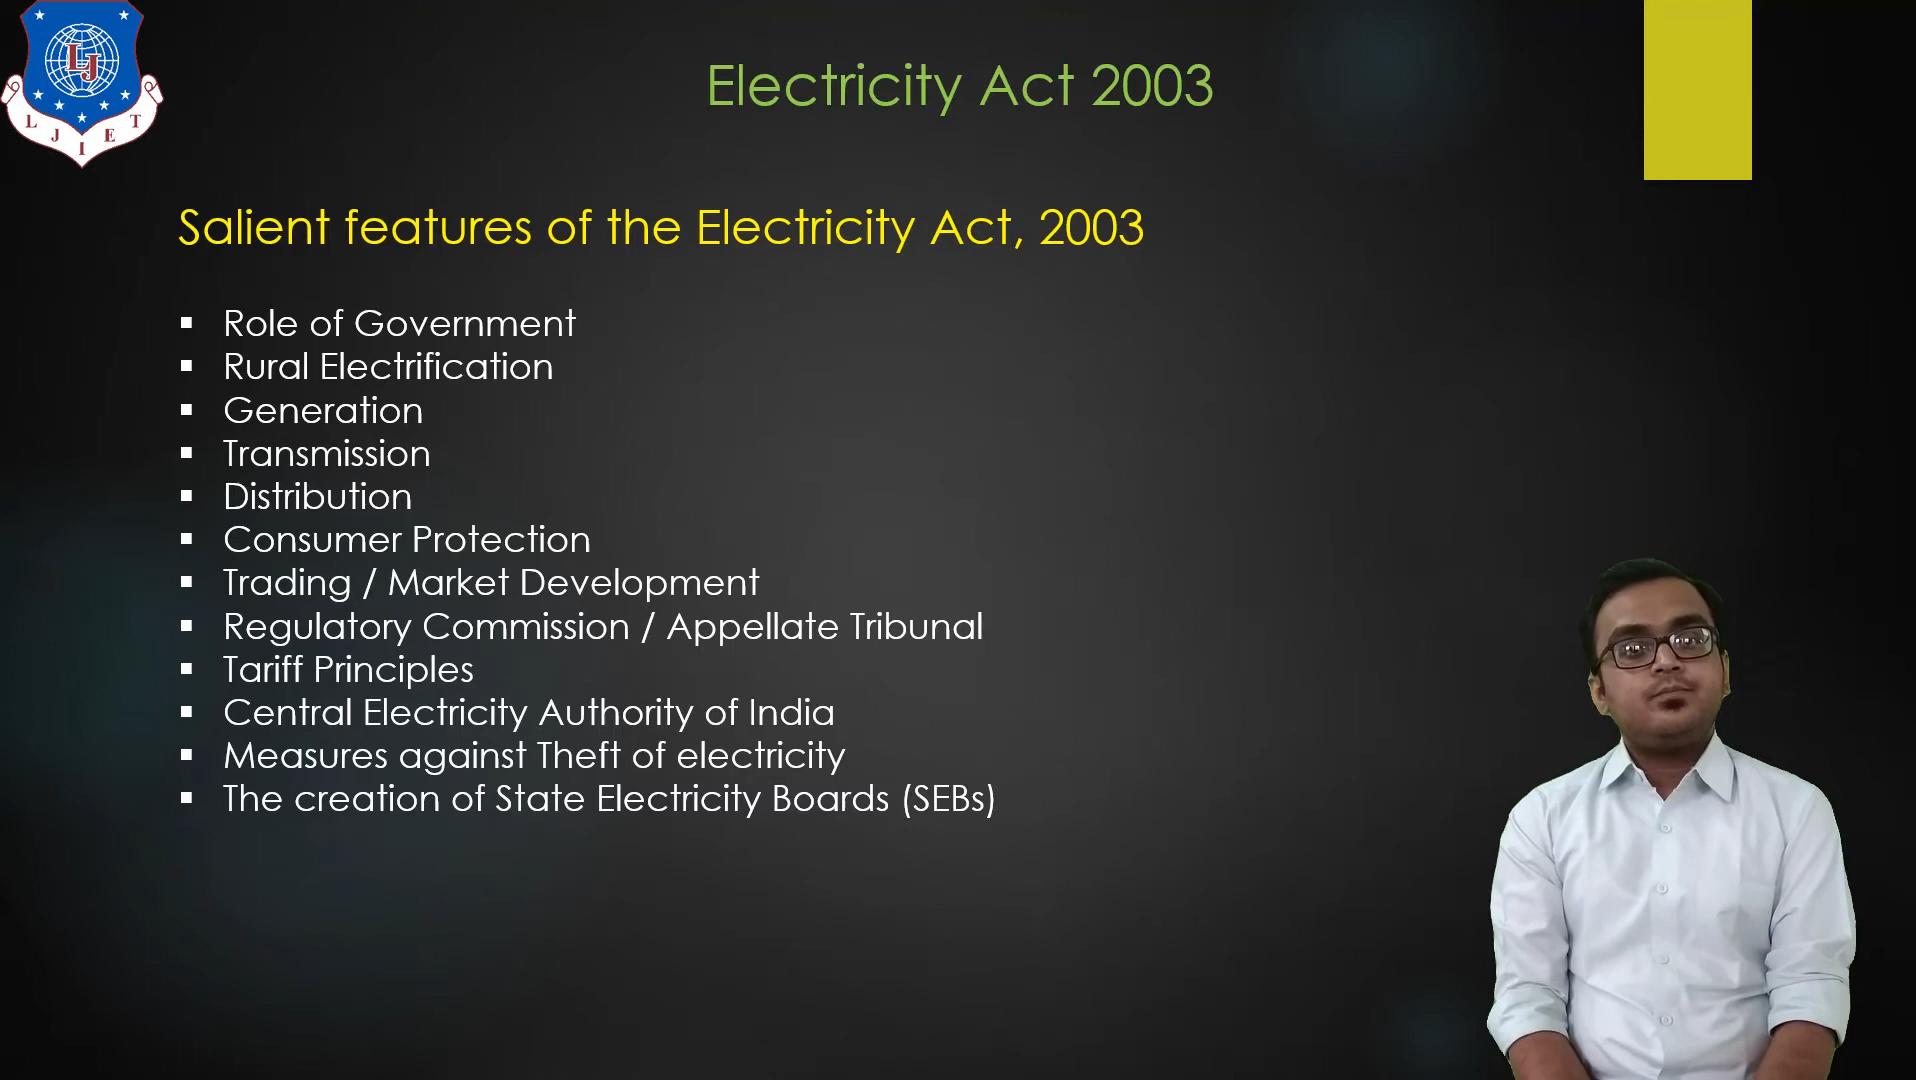 LJ
L J I E T
Electricity Act 2003
Salient features of the Electricity Act, 2003
▪ Role of Government
▪ Rural Electrification
▪ Generation
▪ Transmission
▪ Distribution
▪ Consumer Protection
▪ Trading / Market Development
▪ Regulatory Commission / Appellate Tribunal
▪ Tariff Principles
▪ Central Electricity Authority of India
▪ Measures against Theft of electricity
▪ The creation of State Electricity Boards (SEBs)